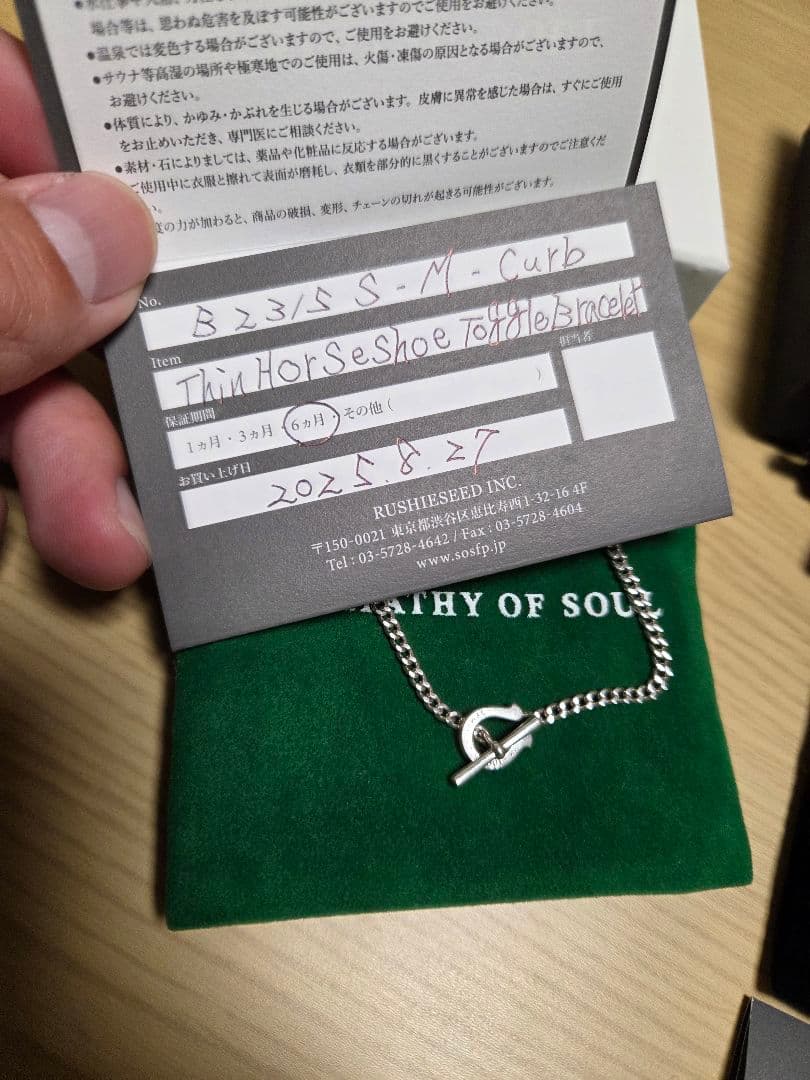 場合等は、思わぬ危害を及ぼす可能性がございますのでご使用をお避けください。
●温泉では変色する場合がございますので、ご使用をお避けください。
●サウナ等高湿の場所や極寒地でのご使用は、火傷・凍傷の原因となる場合がございますので、
お避けください。
●体質により、かゆみ・かぶれを生じる場合がございます。皮膚に異常を感じた場合は、すぐにご使用
をお止めいただき、専門医にご相談ください。
●素材・石によりましては、薬品や化粧品に反応する場合がございます。
ご使用中に衣服と擦れて表面が磨耗し、衣類を部分的に黒くすることがございますのでご注意くだ
い。
の力が加わると、商品の破損、変形、チェーンの切れが起きる可能性がございます。
No.
B2315 S-M-Curb
Item
Thin Horseshoe Toggle Bracelet
保証期間
担当者
1ヵ月・3ヵ月・6ヵ月・その他( )
お買い上げ日
2025.8.27
RUSHIESEED INC.
〒150-0021 東京都渋谷区恵比寿西1-32-16 4F
Tel : 03-5728-4642 / Fax : 03-5728-4604
www.sosfp.jp
ATHY OF SOUL